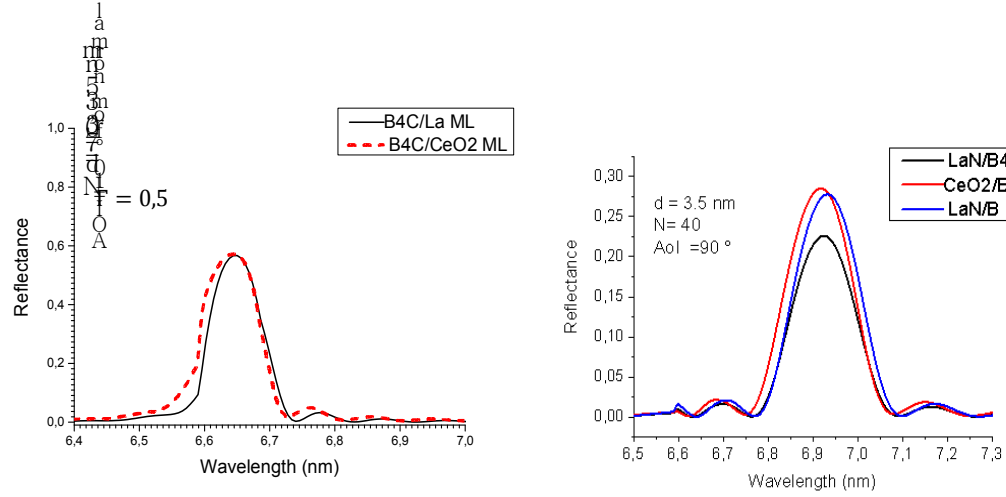 = 0,5
B4C/La ML
B4C/CeO2 ML
1,0
0,8
0,6
0,4
0,2
0,0
Reflectance
6,4 6,5 6,6 6,7 6,8 6,9 7,0
Wavelength (nm)
LaN/B4
CeO2/B
LaN/B
d = 3.5 nm
N= 40
AoI =90 º
0,30
0,25
0,20
0,15
0,10
0,05
0,00
Reflectance
6,5 6,6 6,7 6,8 6,9 7,0 7,1 7,2 7,3
Wavelength (nm)